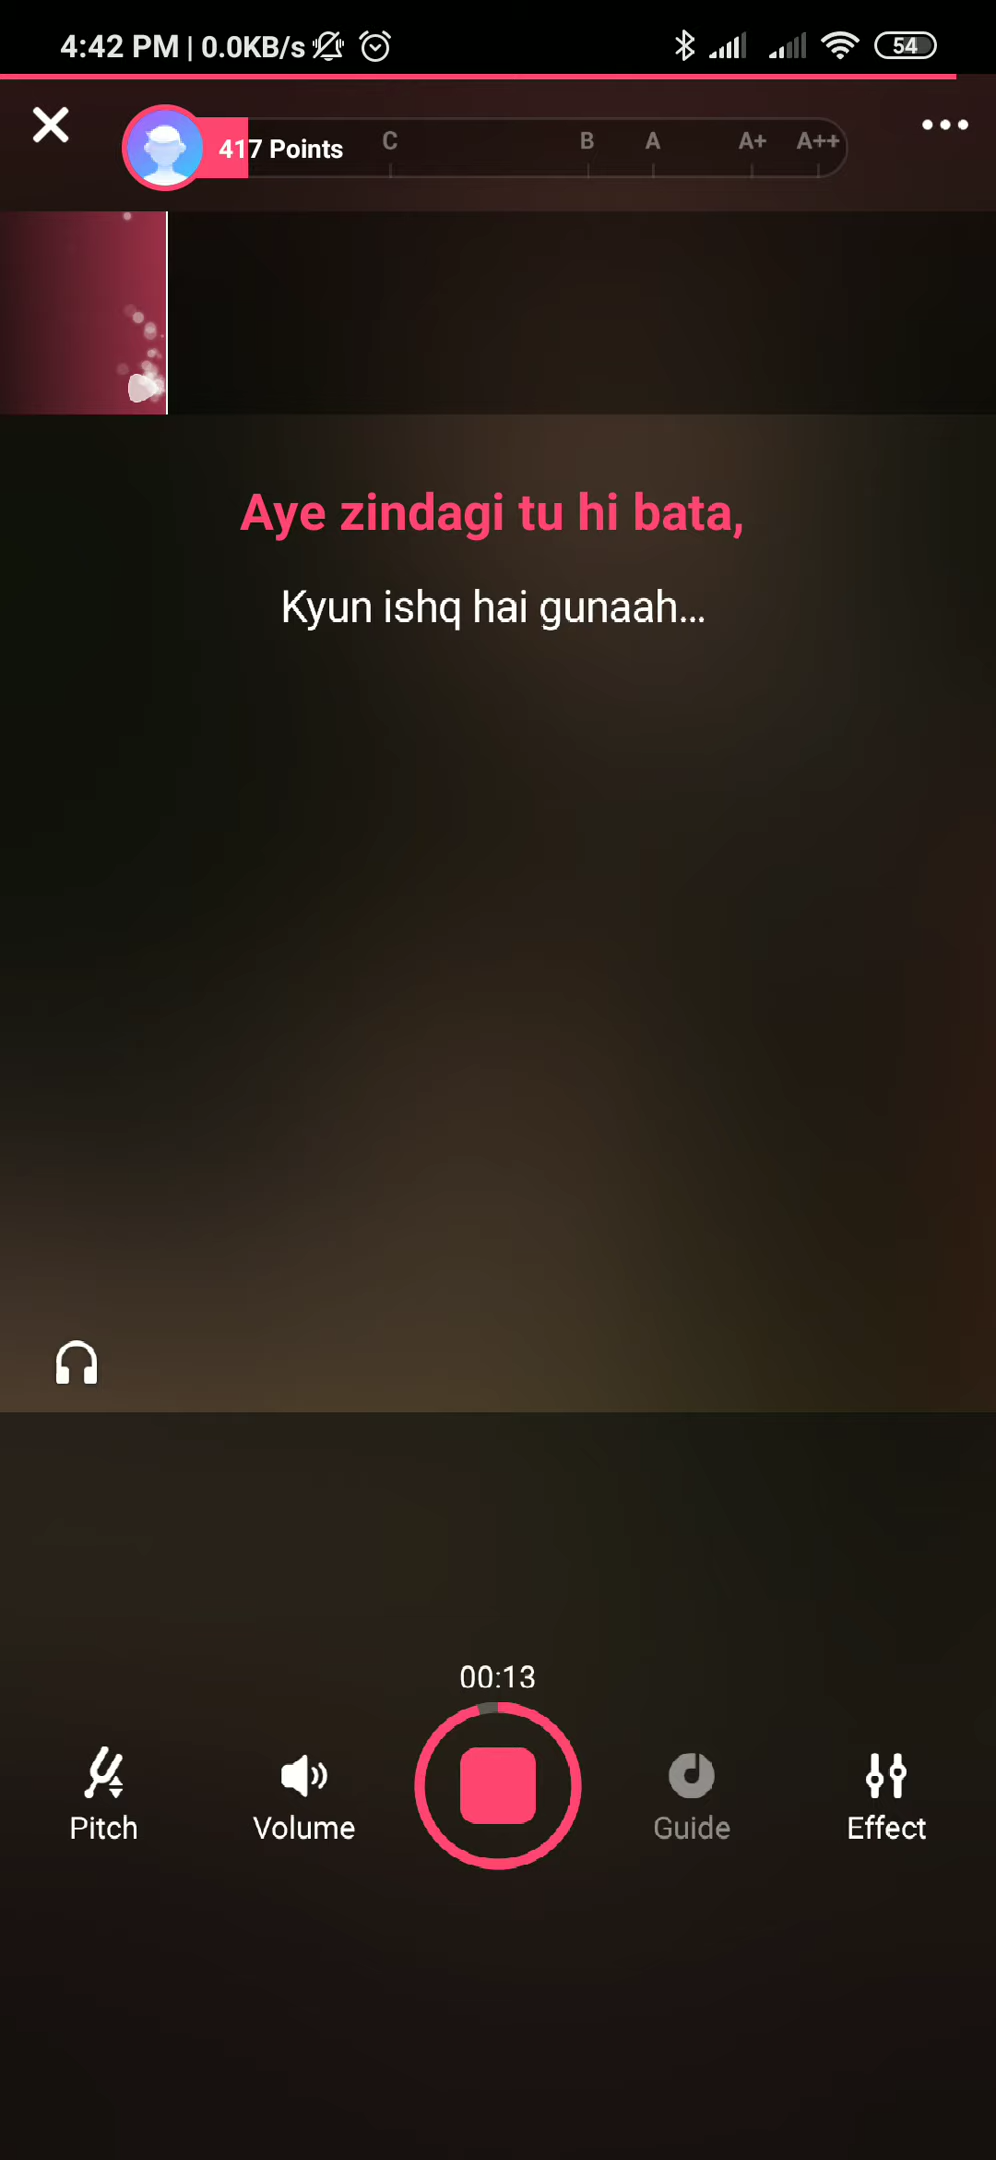 4:42 PM | 0.0KB/s 54
417 Points C B A A+ A++
Aye zindagi tu hi bata,
Kyun ishq hai gunaah...
00:13
Pitch Volume Guide Effect